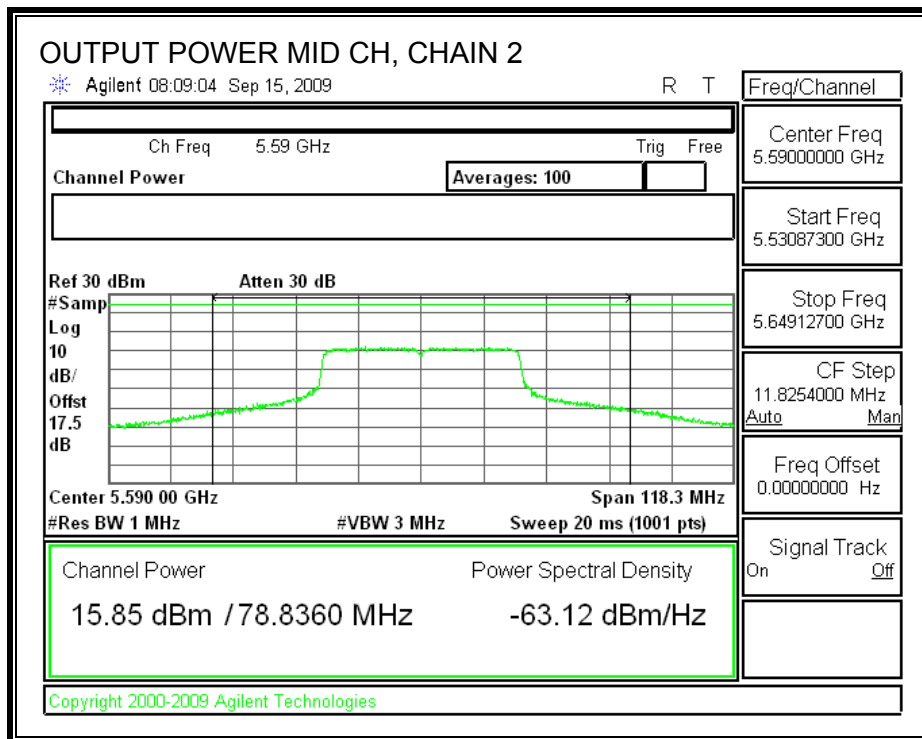 OUTPUT POWER MID CH, CHAIN 2
Agilent 08:09:04 Sep 15, 2009 R T
Freq/Channel
Ch Freq 5.59 GHz Trig Free
Channel Power Averages: 100
Ref 30 dBm Atten 30 dB
#Samp
Log
10
dB/
Offst
17.5
dB
Center 5.590 00 GHz Span 118.3 MHz
#Res BW 1 MHz #VBW 3 MHz Sweep 20 ms (1001 pts)
Channel Power Power Spectral Density
15.85 dBm / 78.8360 MHz -63.12 dBm/Hz
Center Freq
5.59000000 GHz
Start Freq
5.53087300 GHz
Stop Freq
5.64912700 GHz
CF Step
11.8254000 MHz
Auto Man
Freq Offset
0.00000000 Hz
Signal Track
On Off
Copyright 2000-2009 Agilent Technologies